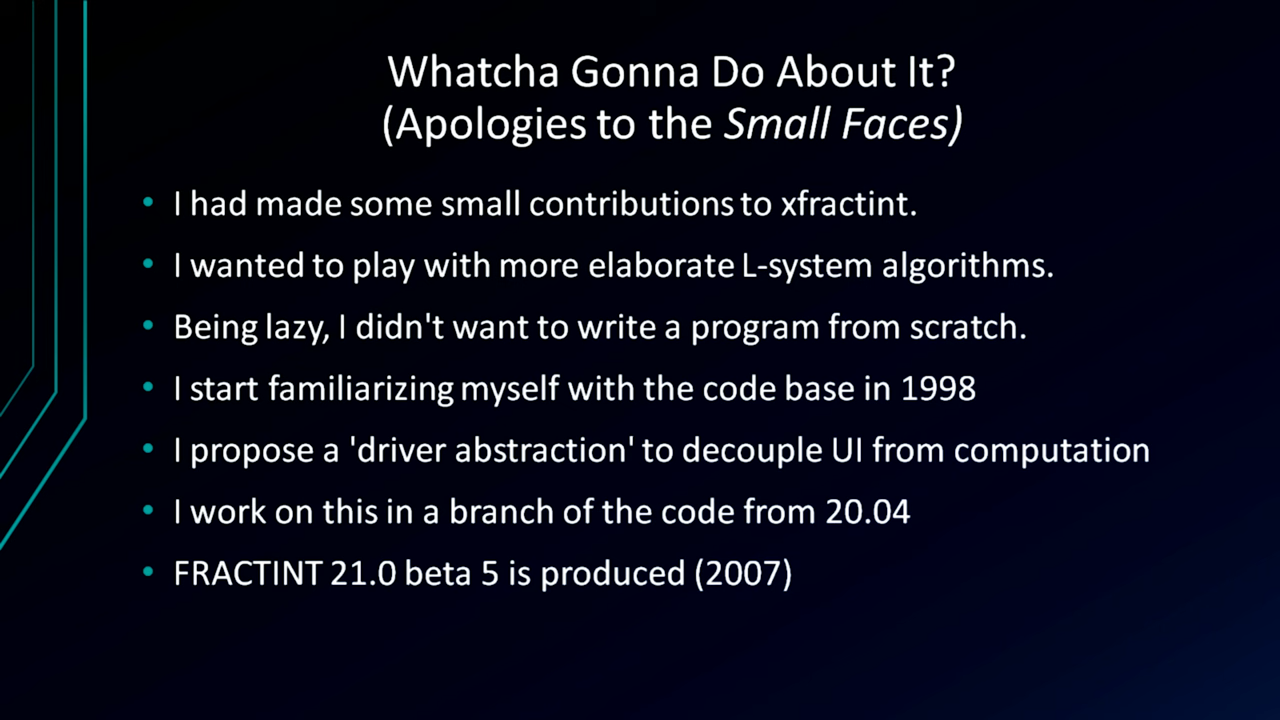 Whatcha Gonna Do About It?
(Apologies to the Small Faces)
• I had made some small contributions to xfractint.
• I wanted to play with more elaborate L-system algorithms.
• Being lazy, I didn't want to write a program from scratch.
• I start familiarizing myself with the code base in 1998
• I propose a 'driver abstraction' to decouple UI from computation
• I work on this in a branch of the code from 20.04
• FRACTINT 21.0 beta 5 is produced (2007)